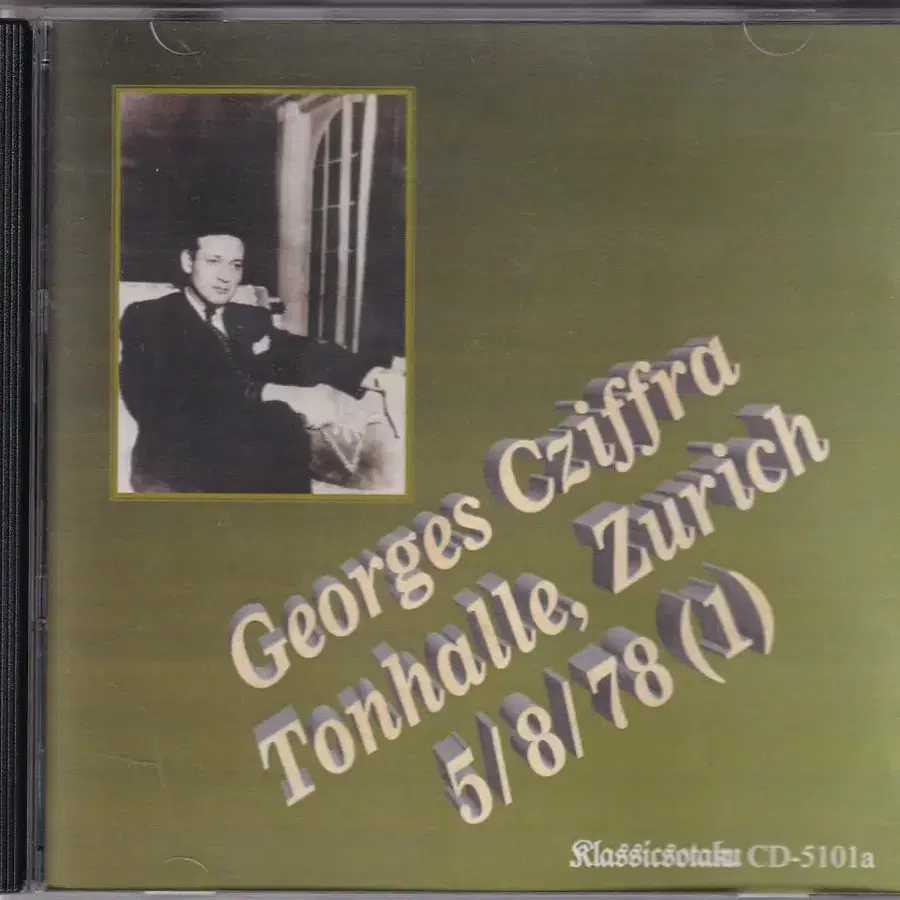 Georges Cziffra
Tonhalle, Zurich
5/8/78 (1)
Klassicsotaku CD-5101a